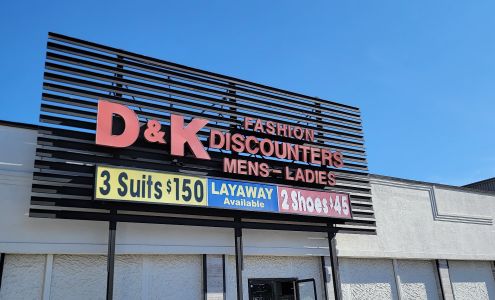 D&K FASHION
DISCOUNTERS
MENS - LADIES
3 Suits $150
LAYAWAY
Available
2 Shoes $45